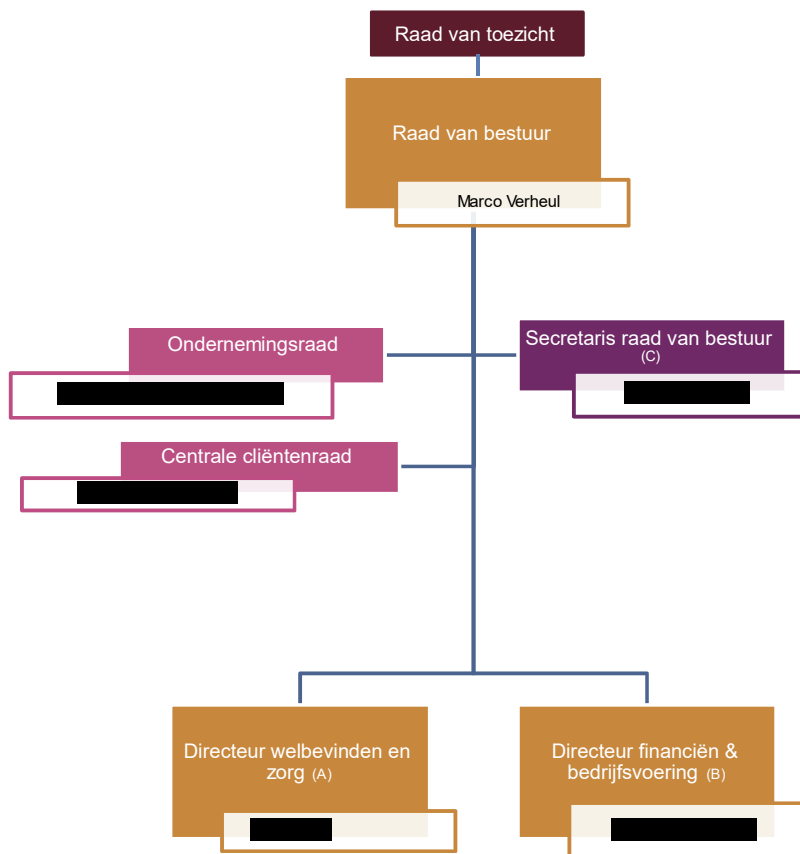 Raad van toezicht
Raad van bestuur
Marco Verheul
Ondernemingsraad
Secretaris raad van bestuur
(C)
Centrale cliëntenraad
Directeur welbevinden en
zorg (A)
Directeur financiën &
bedrijfsvoering (B)